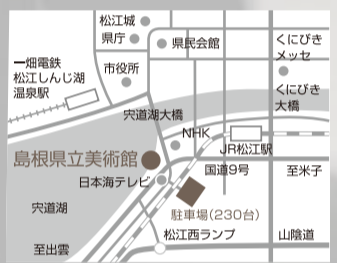 松江城
県庁
県民会館
くにびき
メッセ
市役所
一畑電鉄
松江しんじ湖
温泉駅
くにびき
大橋
宍道湖大橋
NHK
JR松江駅
島根県立美術館
国道9号
至米子
日本海テレビ
宍道湖
駐車場(230台)
松江西ランプ
山陰道
至出雲